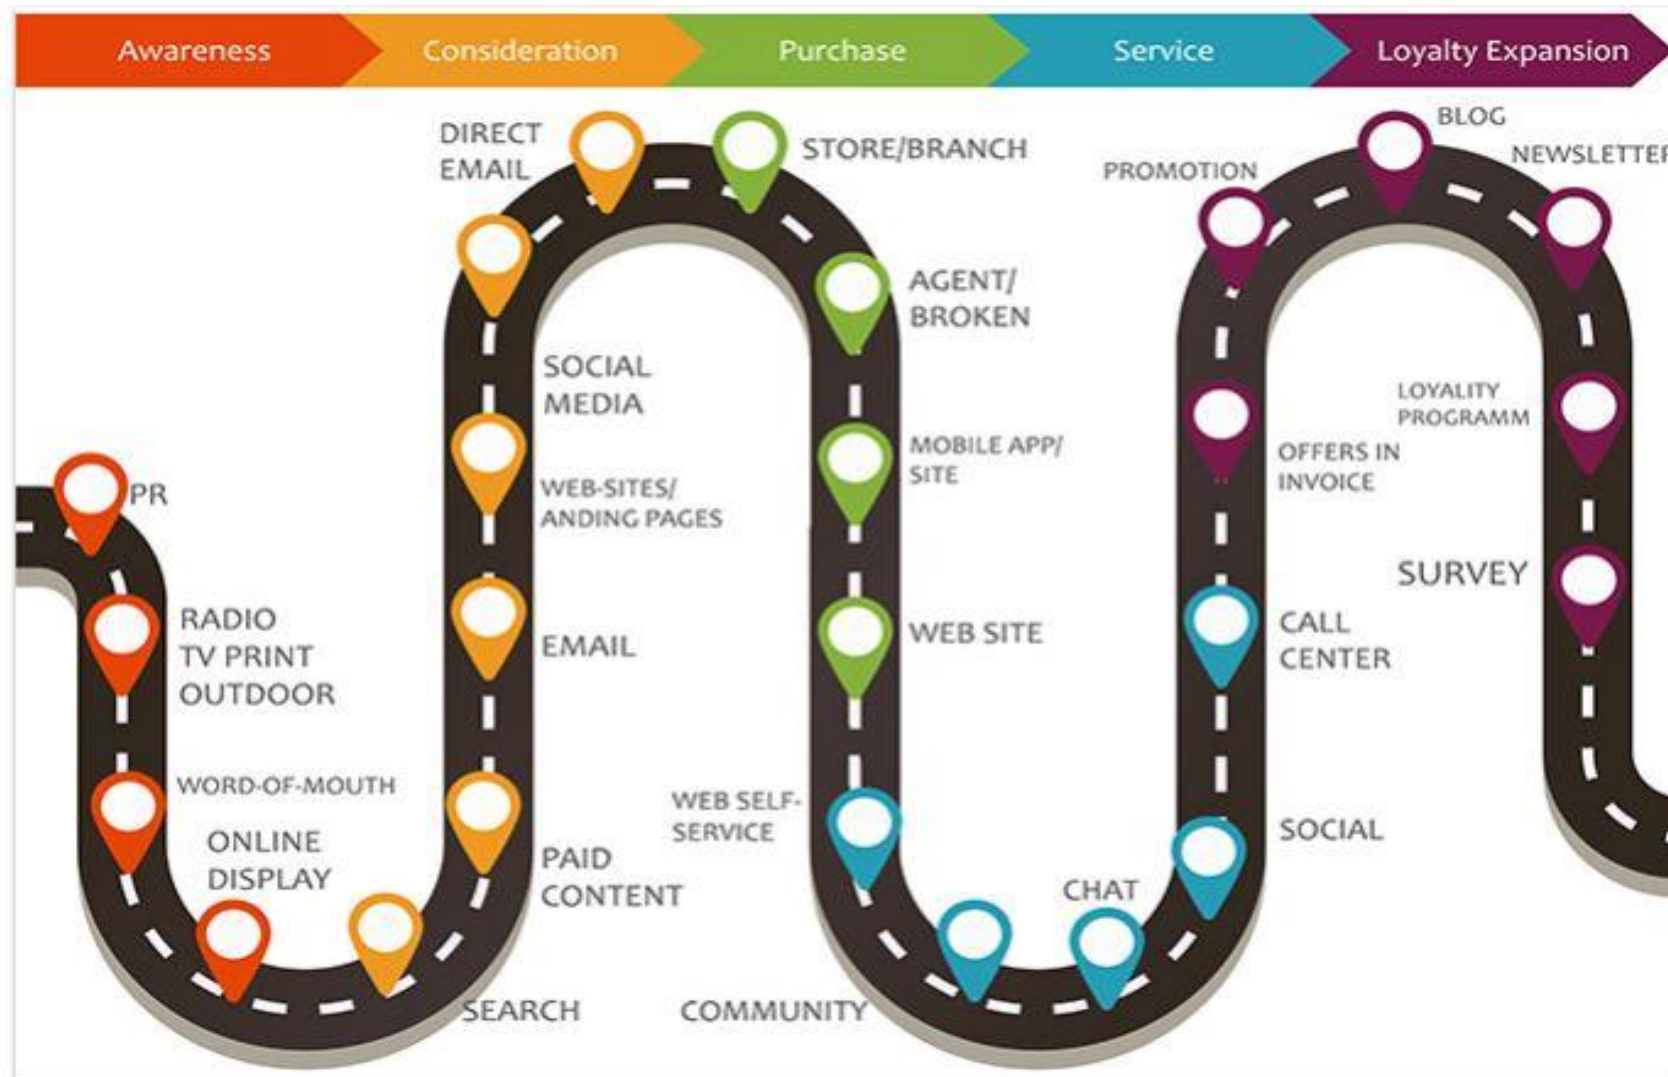 Awareness
Consideration
Purchase
Service
Loyalty Expansion
PR
RADIO
TV PRINT
OUTDOOR
WORD-OF-MOUTH
ONLINE
DISPLAY
SEARCH
PAID
CONTENT
EMAIL
WEB-SITES/
ANDING PAGES
SOCIAL
MEDIA
DIRECT
EMAIL
STORE/BRANCH
AGENT/
BROKEN
MOBILE APP/
SITE
WEB SITE
WEB SELF-
SERVICE
COMMUNITY
CHAT
SOCIAL
CALL
CENTER
OFFERS IN
INVOICE
PROMOTION
BLOG
NEWSLETTER
LOYALITY
PROGRAMM
SURVEY